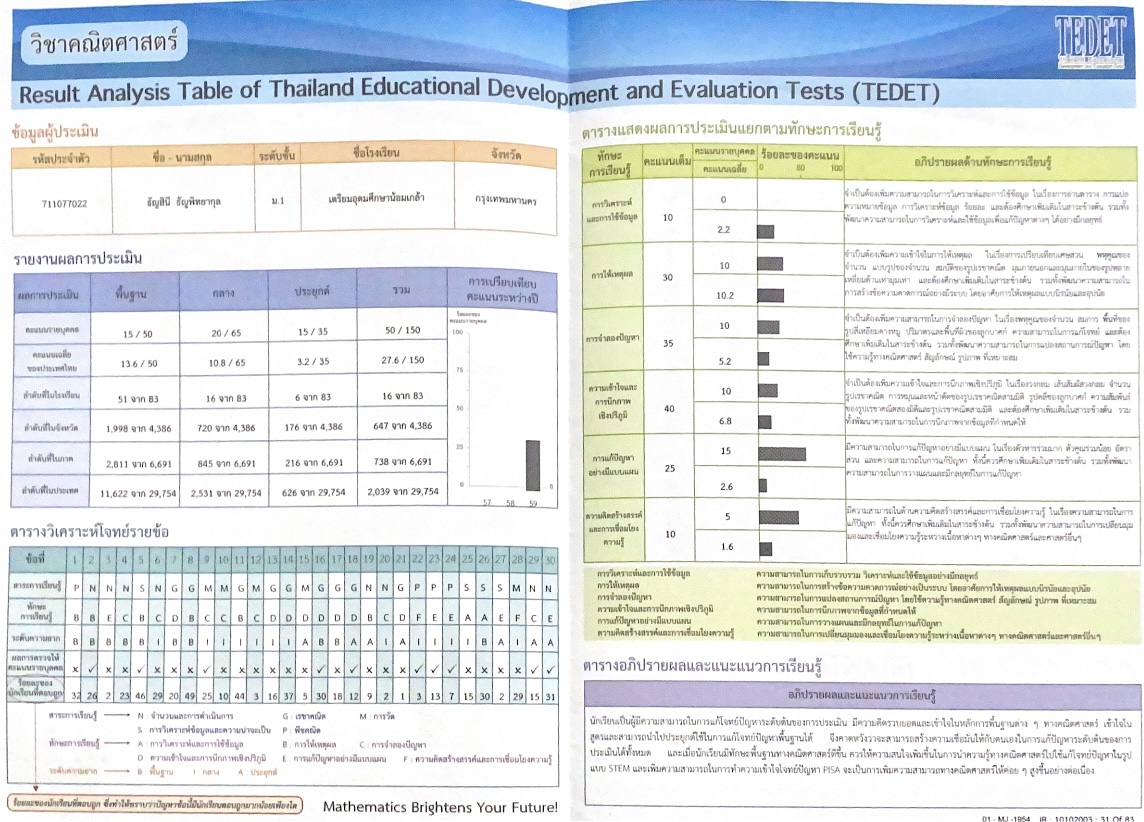 วิชาคณิตศาสตร์
TEDET
Result Analysis Table of Thailand Educational Development and Evaluation Tests (TEDET)
ข้อมูลผู้ประเมิน
รหัสประจำตัว ชื่อ - นามสกุล ระดับชั้น ชื่อโรงเรียน จังหวัด
711077022 ธัญสินี ธัญพิทยากุล ม.1 เตรียมอุดมศึกษาน้อมเกล้า กรุงเทพมหานคร
รายงานผลการประเมิน
ผลการประเมิน พื้นฐาน กลาง ประยุกต์ รวม การเปรียบเทียบ
คะแนนระหว่างปี
คะแนนรายบุคคล 15 / 50 20 / 65 15 / 35 50 / 150
คะแนนเฉลี่ย
ของประเทศไทย 13.6 / 50 10.8 / 65 3.2 / 35 27.6 / 150
ลำดับที่ในโรงเรียน 51 จาก 83 16 จาก 83 6 จาก 83 16 จาก 83
ลำดับที่ในจังหวัด 1,998 จาก 4,386 720 จาก 4,386 176 จาก 4,386 647 จาก 4,386
ลำดับที่ในภาค 2,811 จาก 6,691 845 จาก 6,691 216 จาก 6,691 738 จาก 6,691
ลำดับที่ในประเทศ 11,622 จาก 29,754 2,531 จาก 29,754 626 จาก 29,754 2,039 จาก 29,754
ร้อยละของ
คะแนนรายบุคคล
100
75
50
25
0 0
57 58 59
ตารางวิเคราะห์โจทย์รายข้อ
ข้อที่ 1 2 3 4 5 6 7 8 9 10 11 12 13 14 15 16 17 18 19 20 21 22 23 24 25 26 27 28 29 30
สาระการเรียนรู้ P N N N S N G G M G M G M G G M G G G N N G P P P S S S M N N
ทักษะ
การเรียนรู้
ระดับความยาก
ผลการตรวจให้
คะแนนรายบุคคล
ร้อยละของ
นักเรียนที่ตอบถูก 32 26 2 23 46 29 20 49 25 10 44 3 16 37 5 30 18 12 9 2 1 3 13 7 15 30 2 29 15 31
สาระการเรียนรู้ N : จำนวนและการดำเนินการ G : เรขาคณิต M : การวัด
S : การวิเคราะห์ข้อมูลและความน่าจะเป็น P : พีชคณิต
ทักษะการเรียนรู้ A : การวิเคราะห์และการใช้ข้อมูล B : การให้เหตุผล C : การจำลองปัญหา
D : ความเข้าใจและการนึกภาพเชิงปริภูมิ E : การแก้ปัญหาอย่างมีแบบแผน F : ความคิดสร้างสรรค์และการเชื่อมโยงความรู้
ระดับความยาก B : พื้นฐาน I : กลาง A : ประยุกต์
ร้อยละของนักเรียนที่ตอบถูก ซึ่งทำให้ทราบว่าปัญหาข้อนี้มีนักเรียนตอบถูกมากน้อยเพียงใด
Mathematics Brightens Your Future!
ตารางแสดงผลการประเมินแยกตามทักษะการเรียนรู้
ทักษะ
การเรียนรู้ คะแนนเต็ม คะแนนรายบุคคล ร้อยละของคะแนน อภิปรายผลด้านทักษะการเรียนรู้
คะแนนเฉลี่ย 0 50 100
การวิเคราะห์
และการใช้ข้อมูล 10 0 2.2
จำเป็นต้องเพิ่มความสามารถในการวิเคราะห์และการใช้ข้อมูล ในเรื่องการอ่านตาราง การแปล
ความหมายข้อมูล การวิเคราะห์ข้อมูล ร้อยละ และต้องศึกษาเพิ่มเติมในสาระข้างต้น รวมทั้ง
พัฒนาความสามารถในการวิเคราะห์และใช้ข้อมูลเพื่อแก้ปัญหาต่างๆ ได้อย่างมีกลยุทธ์
การให้เหตุผล 30 10 10.2
จำเป็นต้องเพิ่มความเข้าใจในการให้เหตุผล ในเรื่องการเปรียบเทียบเศษส่วน พหุคูณของ
จำนวน แบบรูปของจำนวน สมบัติของรูปเรขาคณิต มุมภายนอกและมุมภายในของรูปหลาย
เหลี่ยมด้านเท่ามุมเท่า และต้องศึกษาเพิ่มเติมในสาระข้างต้น รวมทั้งพัฒนาความสามารถใน
การสร้างข้อความคาดการณ์อย่างมีระบบ โดยอาศัยการให้เหตุผลแบบนิรนัยและอุปนัย
การจำลองปัญหา 35 10 5.2
จำเป็นต้องเพิ่มความสามารถในการจำลองปัญหา ในเรื่องพหุคูณของจำนวน สมการ พื้นที่ของ
รูปสี่เหลี่ยมคางหมู ปริมาตรและพื้นที่ผิวของลูกบาศก์ ความสามารถในการแก้โจทย์ และต้อง
ศึกษาเพิ่มเติมในสาระข้างต้น รวมทั้งพัฒนาความสามารถในการแปลงสถานการณ์ปัญหา โดย
ใช้ความรู้ทางคณิตศาสตร์ สัญลักษณ์ รูปภาพ ที่เหมาะสม
ความเข้าใจและ
การนึกภาพ
เชิงปริภูมิ 40 10 6.8
จำเป็นต้องเพิ่มความเข้าใจและการนึกภาพเชิงปริภูมิ ในเรื่องวงกลม เส้นสัมผัสวงกลม จำนวน
รูปเรขาคณิต การหมุนและหน้าตัดของรูปเรขาคณิตสามมิติ รูปคลี่ของลูกบาศก์ ความสัมพันธ์
ของรูปเรขาคณิตสองมิติและรูปเรขาคณิตสามมิติ และต้องศึกษาเพิ่มเติมในสาระข้างต้น รวม
ทั้งพัฒนาความสามารถในการนึกภาพจากข้อมูลที่กำหนดให้
การแก้ปัญหา
อย่างมีแบบแผน 25 15 2.6
มีความสามารถในการแก้ปัญหาอย่างมีแบบแผน ในเรื่องตัวหารร่วมมาก ตัวคูณร่วมน้อย อัตรา
ส่วน และความสามารถในการแก้ปัญหา ทั้งนี้ควรศึกษาเพิ่มเติมในสาระข้างต้น รวมทั้งพัฒนา
ความสามารถในการวางแผนและมีกลยุทธ์ในการแก้ปัญหา
ความคิดสร้างสรรค์
และการเชื่อมโยง
ความรู้ 10 5 1.6
มีความสามารถในด้านความคิดสร้างสรรค์และการเชื่อมโยงความรู้ ในเรื่องความสามารถในการ
แก้ปัญหา ทั้งนี้ควรศึกษาเพิ่มเติมในสาระข้างต้น รวมทั้งพัฒนาความสามารถในการเปลี่ยนมุม
มองและเชื่อมโยงความรู้ระหว่างเนื้อหาต่างๆ ทางคณิตศาสตร์และศาสตร์อื่นๆ
การวิเคราะห์และการใช้ข้อมูล ความสามารถในการเก็บรวบรวม วิเคราะห์และใช้ข้อมูลอย่างมีกลยุทธ์
การให้เหตุผล ความสามารถในการสร้างข้อความคาดการณ์อย่างเป็นระบบ โดยอาศัยการให้เหตุผลแบบนิรนัยและอุปนัย
การจำลองปัญหา ความสามารถในการแปลงสถานการณ์ปัญหา โดยใช้ความรู้ทางคณิตศาสตร์ สัญลักษณ์ รูปภาพ ที่เหมาะสม
ความเข้าใจและการนึกภาพเชิงปริภูมิ ความสามารถในการนึกภาพจากข้อมูลที่กำหนดให้
การแก้ปัญหาอย่างมีแบบแผน ความสามารถในการวางแผนและมีกลยุทธ์ในการแก้ปัญหา
ความคิดสร้างสรรค์และการเชื่อมโยงความรู้ ความสามารถในการเปลี่ยนมุมมองและเชื่อมโยงความรู้ระหว่างเนื้อหาต่างๆ ทางคณิตศาสตร์และศาสตร์อื่นๆ
ตารางอภิปรายผลและแนะแนวการเรียนรู้
อภิปรายผลและแนะแนวการเรียนรู้
นักเรียนเป็นผู้มีความสามารถในการแก้โจทย์ปัญหาระดับต้นของการประเมิน มีความคิดรวบยอดและเข้าใจในหลักการพื้นฐานต่าง ๆ ทางคณิตศาสตร์ เข้าใจใน
สูตรและสามารถนำไปประยุกต์ใช้ในการแก้โจทย์ปัญหาพื้นฐานได้ จึงคาดหวังว่าจะสามารถสร้างความเชื่อมั่นให้กับตนเองในการแก้ปัญหาระดับต้นของการ
ประเมินได้ทั้งหมด และเมื่อนักเรียนมีทักษะพื้นฐานทางคณิตศาสตร์ดีขึ้น ควรให้ความสนใจเพิ่มขึ้นในการนำความรู้ทางคณิตศาสตร์ไปใช้แก้โจทย์ปัญหาในรูป
แบบ STEM และเพิ่มความสามารถในการทำความเข้าใจโจทย์ปัญหา PISA จะเป็นการเพิ่มความสามารถทางคณิตศาสตร์ให้ค่อย ๆ สูงขึ้นอย่างต่อเนื่อง
01 - MJ -1954 IR : 10102003 : 31 Of 83